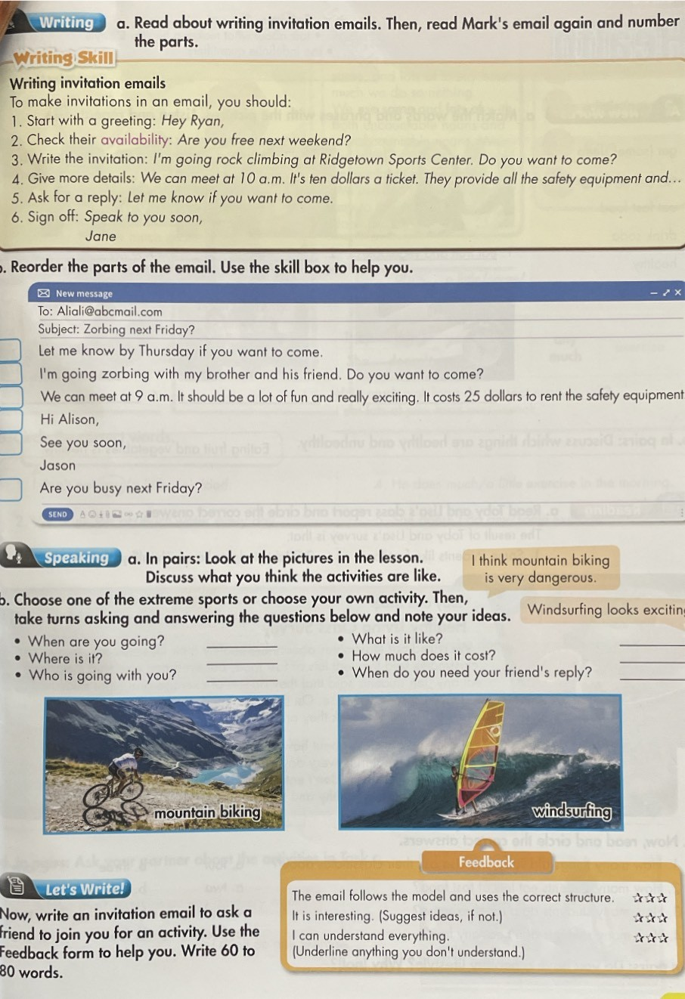 Writing
a. Read about writing invitation emails. Then, read Mark's email again and number
the parts.
Writing Skill
Writing invitation emails
To make invitations in an email, you should:
1. Start with a greeting: Hey Ryan,
2. Check their availability: Are you free next weekend?
3. Write the invitation: I'm going rock climbing at Ridgetown Sports Center. Do you want to come?
4. Give more details: We can meet at 10 a.m. It's ten dollars a ticket. They provide all the safety equipment and...
5. Ask for a reply: Let me know if you want to come.
6. Sign off: Speak to you soon,
Jane
b. Reorder the parts of the email. Use the skill box to help you.
New message
To: Aliali@abcmail.com
Subject: Zorbing next Friday?
Let me know by Thursday if you want to come.
I'm going zorbing with my brother and his friend. Do you want to come?
We can meet at 9 a.m. It should be a lot of fun and really exciting. It costs 25 dollars to rent the safety equipment
Hi Alison,
See you soon,
Jason
Are you busy next Friday?
SEND
Speaking
a. In pairs: Look at the pictures in the lesson.
Discuss what you think the activities are like.
I think mountain biking
is very dangerous.
b. Choose one of the extreme sports or choose your own activity. Then,
take turns asking and answering the questions below and note your ideas.
Windsurfing looks exciting
• When are you going?
• Where is it?
• Who is going with you?
• What is it like?
• How much does it cost?
• When do you need your friend's reply?
mountain biking
windsurfing
Let's Write!
Now, write an invitation email to ask a
friend to join you for an activity. Use the
Feedback form to help you. Write 60 to
80 words.
Feedback
The email follows the model and uses the correct structure.
It is interesting. (Suggest ideas, if not.)
I can understand everything.
(Underline anything you don't understand.)